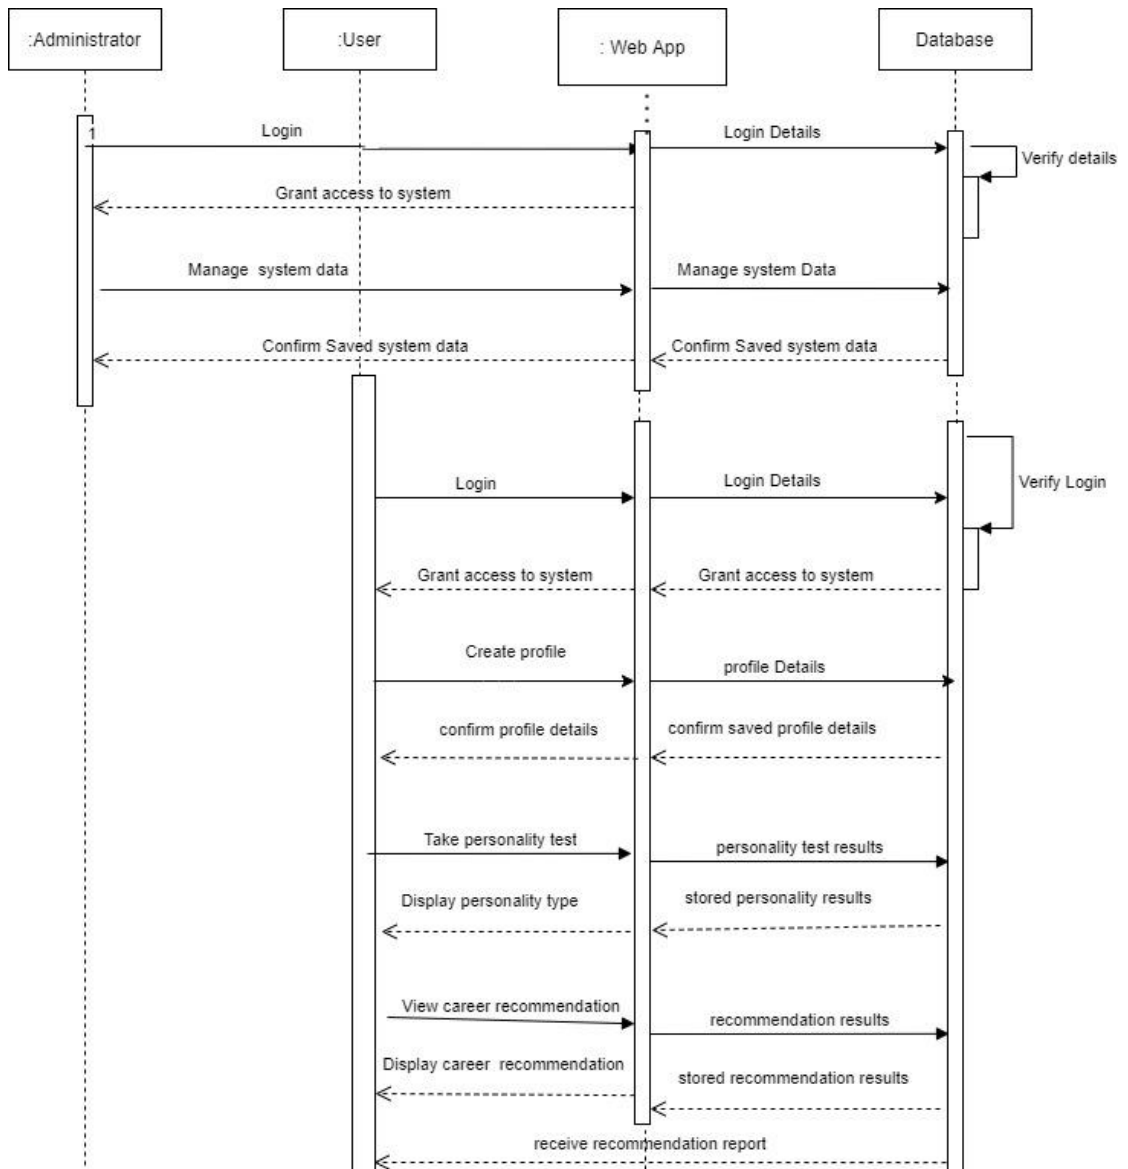 :Administrator
:User
: Web App
Database
1
Login
Login Details
Verify details
Grant access to system
Manage system data
Manage system Data
Confirm Saved system data
Confirm Saved system data
Login
Login Details
Verify Login
Grant access to system
Grant access to system
Create profile
profile Details
confirm profile details
confirm saved profile details
Take personality test
personality test results
Display personality type
stored personality results
View career recommendation
recommendation results
Display career recommendation
stored recommendation results
receive recommendation report